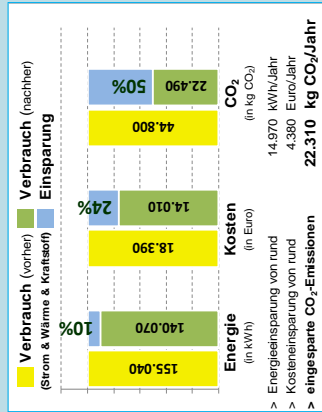 Verbrauch (vorher) Verbrauch (nachher)
(Strom & Wärme & Kraftstoff) Einsparung
10% 24% 50%
155.040 140.070 18.390 14.010 44.800 22.490
Energie Kosten CO₂
(in kWh) (in Euro) (in kg CO₂)
> Energieeinsparung von rund 14.970 kWh/Jahr
> Kosteneinsparung von rund 4.380 Euro/Jahr
> eingesparte CO₂-Emissionen 22.310 kg CO₂/Jahr